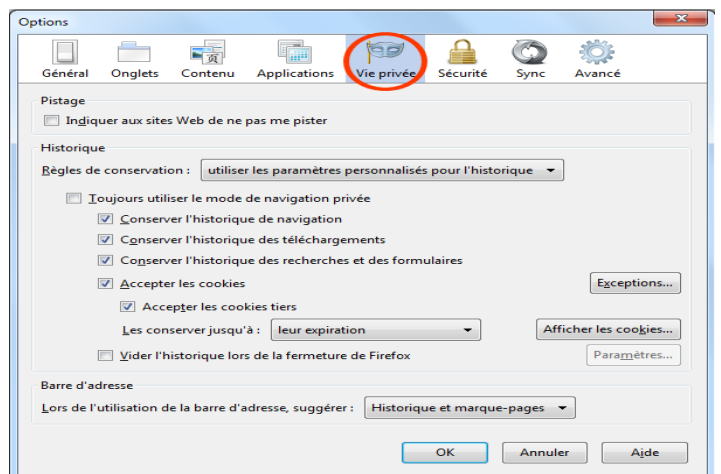 Options
Général Onglets Contenu Applications Vie privée Sécurité Sync Avancé
Pistage
Indiquer aux sites Web de ne pas me pister
Historique
Règles de conservation : utiliser les paramètres personnalisés pour l'historique
Toujours utiliser le mode de navigation privée
Conserver l'historique de navigation
Conserver l'historique des téléchargements
Conserver l'historique des recherches et des formulaires
Accepter les cookies Exceptions...
Accepter les cookies tiers
Les conserver jusqu'à : leur expiration Afficher les cookies...
Vider l'historique lors de la fermeture de Firefox Paramètres...
Barre d'adresse
Lors de l'utilisation de la barre d'adresse, suggérer : Historique et marque-pages
OK Annuler Aide